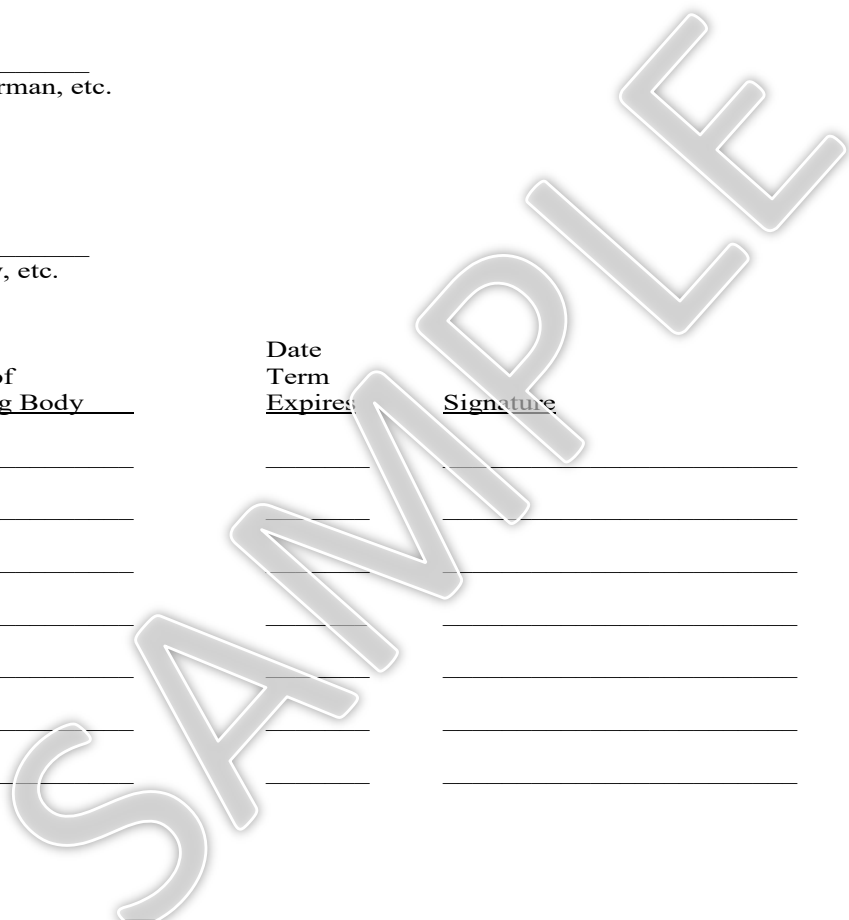 rman, etc.
, etc.
Date
of Term
g Body Expires Signature
SAMPLE